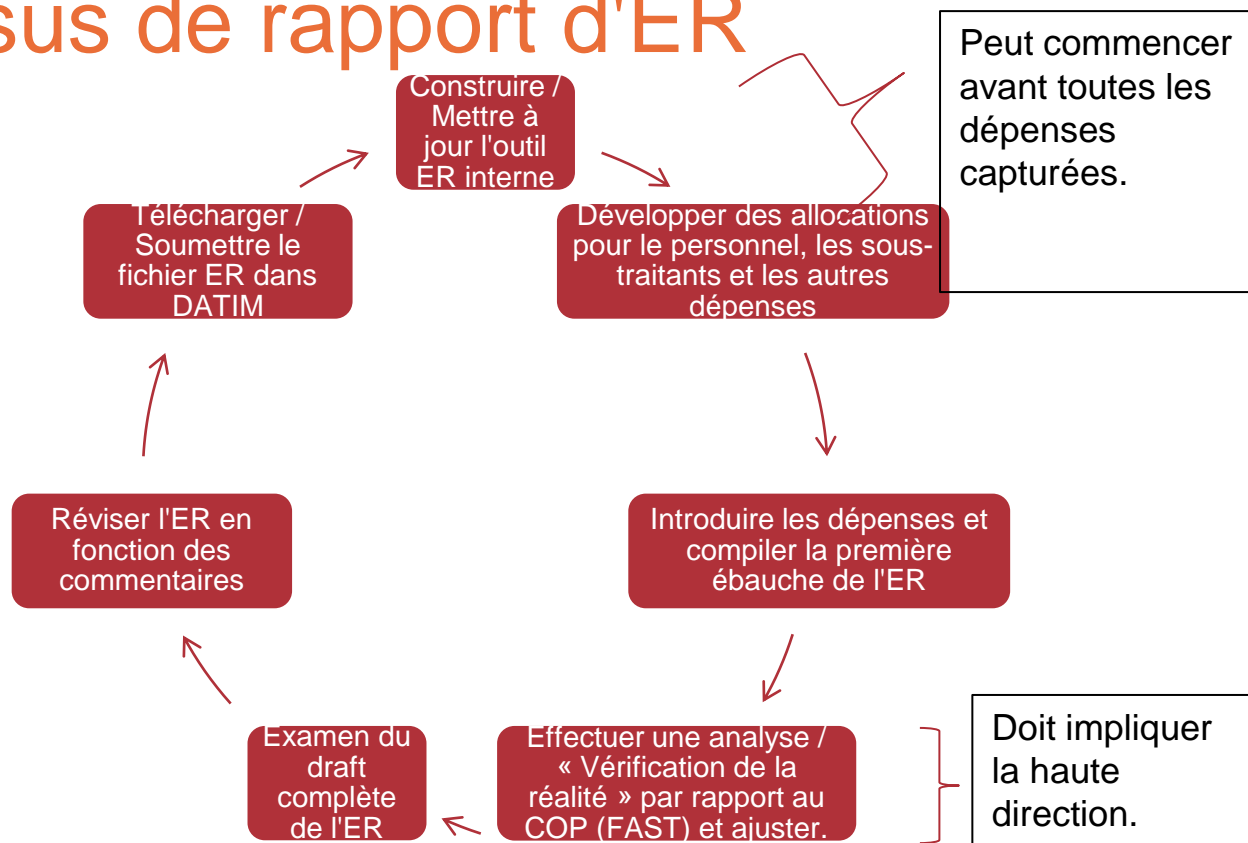 sus de rapport d'ER
Peut commencer
avant toutes les
dépenses
capturées.
Construire /
Mettre à
jour l'outil
ER interne
Développer des allocations
pour le personnel, les sous-
traitants et les autres
dépenses
Introduire les dépenses et
compiler la première
ébauche de l'ER
Effectuer une analyse /
« Vérification de la
réalité » par rapport au
COP (FAST) et ajuster.
Doit impliquer
la haute
direction.
Examen du
draft
complète
de l'ER
Réviser l'ER en
fonction des
commentaires
Télécharger /
Soumettre le
fichier ER dans
DATIM